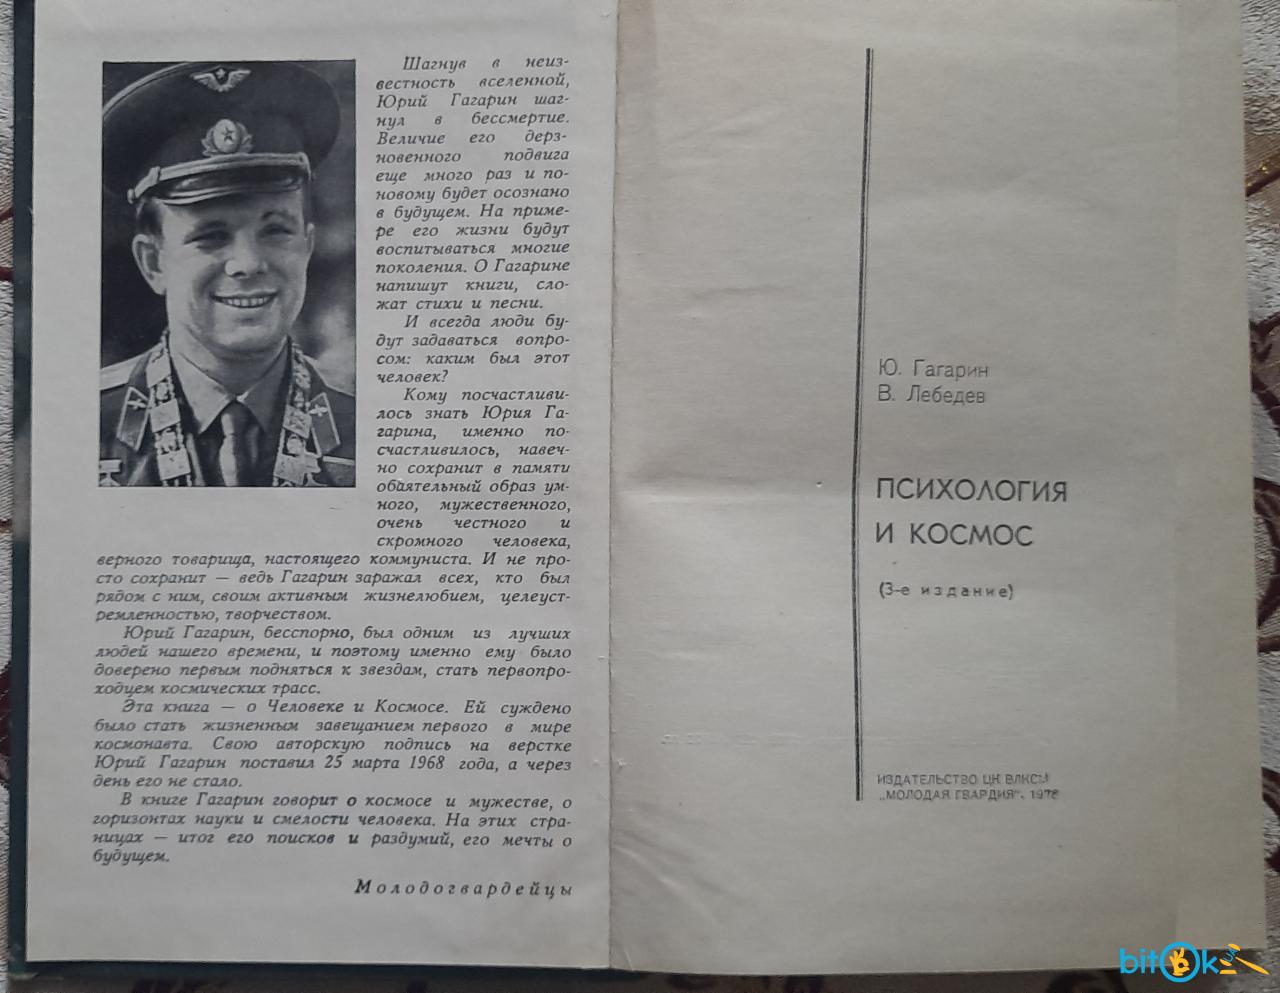 Шагнув в неиз-
вестность вселенной,
Юрий Гагарин шаг-
нул в бессмертие.
Величие его дерз-
новенного подвига
еще много раз и по-
новому будет осознано
в будущем. На приме-
ре его жизни будут
воспитываться многие
поколения. О Гагарине
напишут книги, сло-
жат стихи и песни.
И всегда люди бу-
дут задаваться вопро-
сом: каким был этот
человек?
Кому посчастливи-
лось знать Юрия Га-
гарина, именно по-
счастливилось, навеч-
но сохранит в памяти
обаятельный образ ум-
ного, мужественного,
очень честного и
скромного человека,
верного товарища, настоящего коммуниста. И не про-
сто сохранит — ведь Гагарин заражал всех, кто был
рядом с ним, своим активным жизнелюбием, целеуст-
ремленностью, творчеством.
Юрий Гагарин, бесспорно, был одним из лучших
людей нашего времени, и поэтому именно ему было
доверено первым подняться к звездам, стать первопро-
ходцем космических трасс.
Эта книга — о Человеке и Космосе. Ей суждено
было стать жизненным завещанием первого в мире
космонавта. Свою авторскую подпись на верстке
Юрий Гагарин поставил 25 марта 1968 года, а через
день его не стало.
В книге Гагарин говорит о космосе и мужестве, о
горизонтах науки и смелости человека. На этих стра-
ницах — итог его поисков и раздумий, его мечты о
будущем.
Молодогвардейцы
Ю. Гагарин
В. Лебедев
ПСИХОЛОГИЯ
И КОСМОС
(3-е издание)
ИЗДАТЕЛЬСТВО ЦК ВЛКСМ
„МОЛОДАЯ ГВАРДИЯ". 1976
bitOk